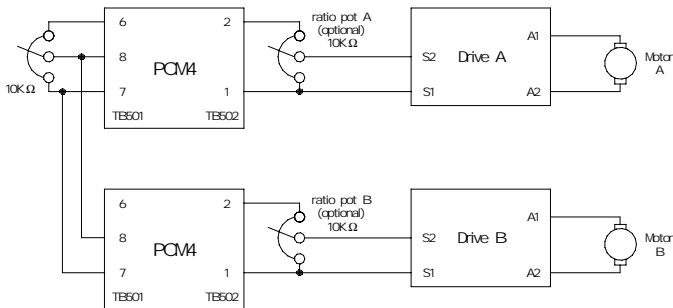 6
8
7
10KΩ
PCM4
TB501
TB502
2
1
ratio pot A
(optional)
10KΩ
S2
S1
Drive A
A1
A2
Motor
A
6
8
7
PCM4
TB501
TB502
2
1
ratio pot B
(optional)
10KΩ
S2
S1
Drive B
A1
A2
Motor
B